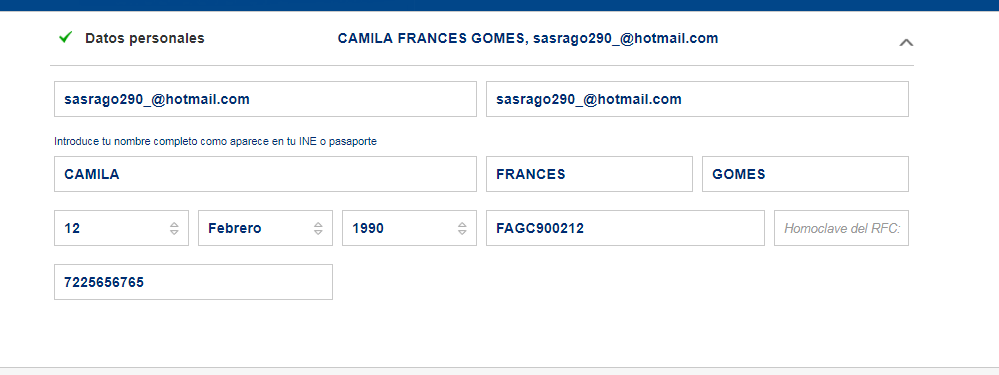 Datos personales CAMILA FRANCES GOMES, sasrago290_@hotmail.com
sasrago290_@hotmail.com sasrago290_@hotmail.com
Introduce tu nombre completo como aparece en tu INE o pasaporte
CAMILA FRANCES GOMES
12 Febrero 1990 FAGC900212 Homoclave del RFC:
7225656765